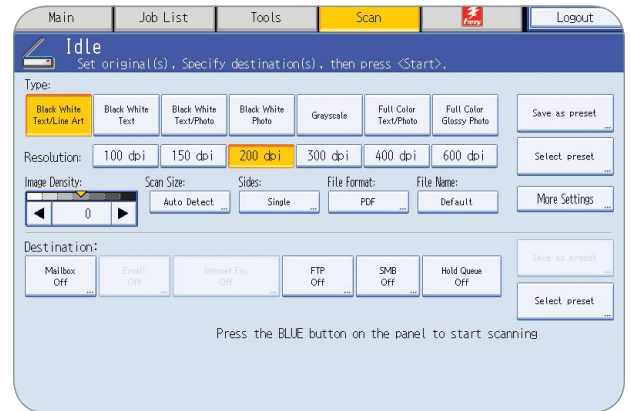 Main Job List Tools Scan fiery Logout
Idle
Set original(s), Specify destination(s), then press <Start>.
Type:
Black White Text/Line Art
Black White Text
Black White Text/Photo
Black White Photo
Grayscale
Full Color Text/Photo
Full Color Glossy Photo
Save as preset ...
Resolution: 100 dpi 150 dpi 200 dpi 300 dpi 400 dpi 600 dpi Select preset ...
Image Density: Scan Size: Sides: File Format: File Name:
0 Auto Detect ... Single ... PDF ... Default More Settings ...
Destination:
Mailbox Off ...
Email Off ...
Internet Fax Off ...
FTP Off ...
SMB Off ...
Hold Queue Off
Save as preset ...
Select preset ...
Press the BLUE button on the panel to start scanning